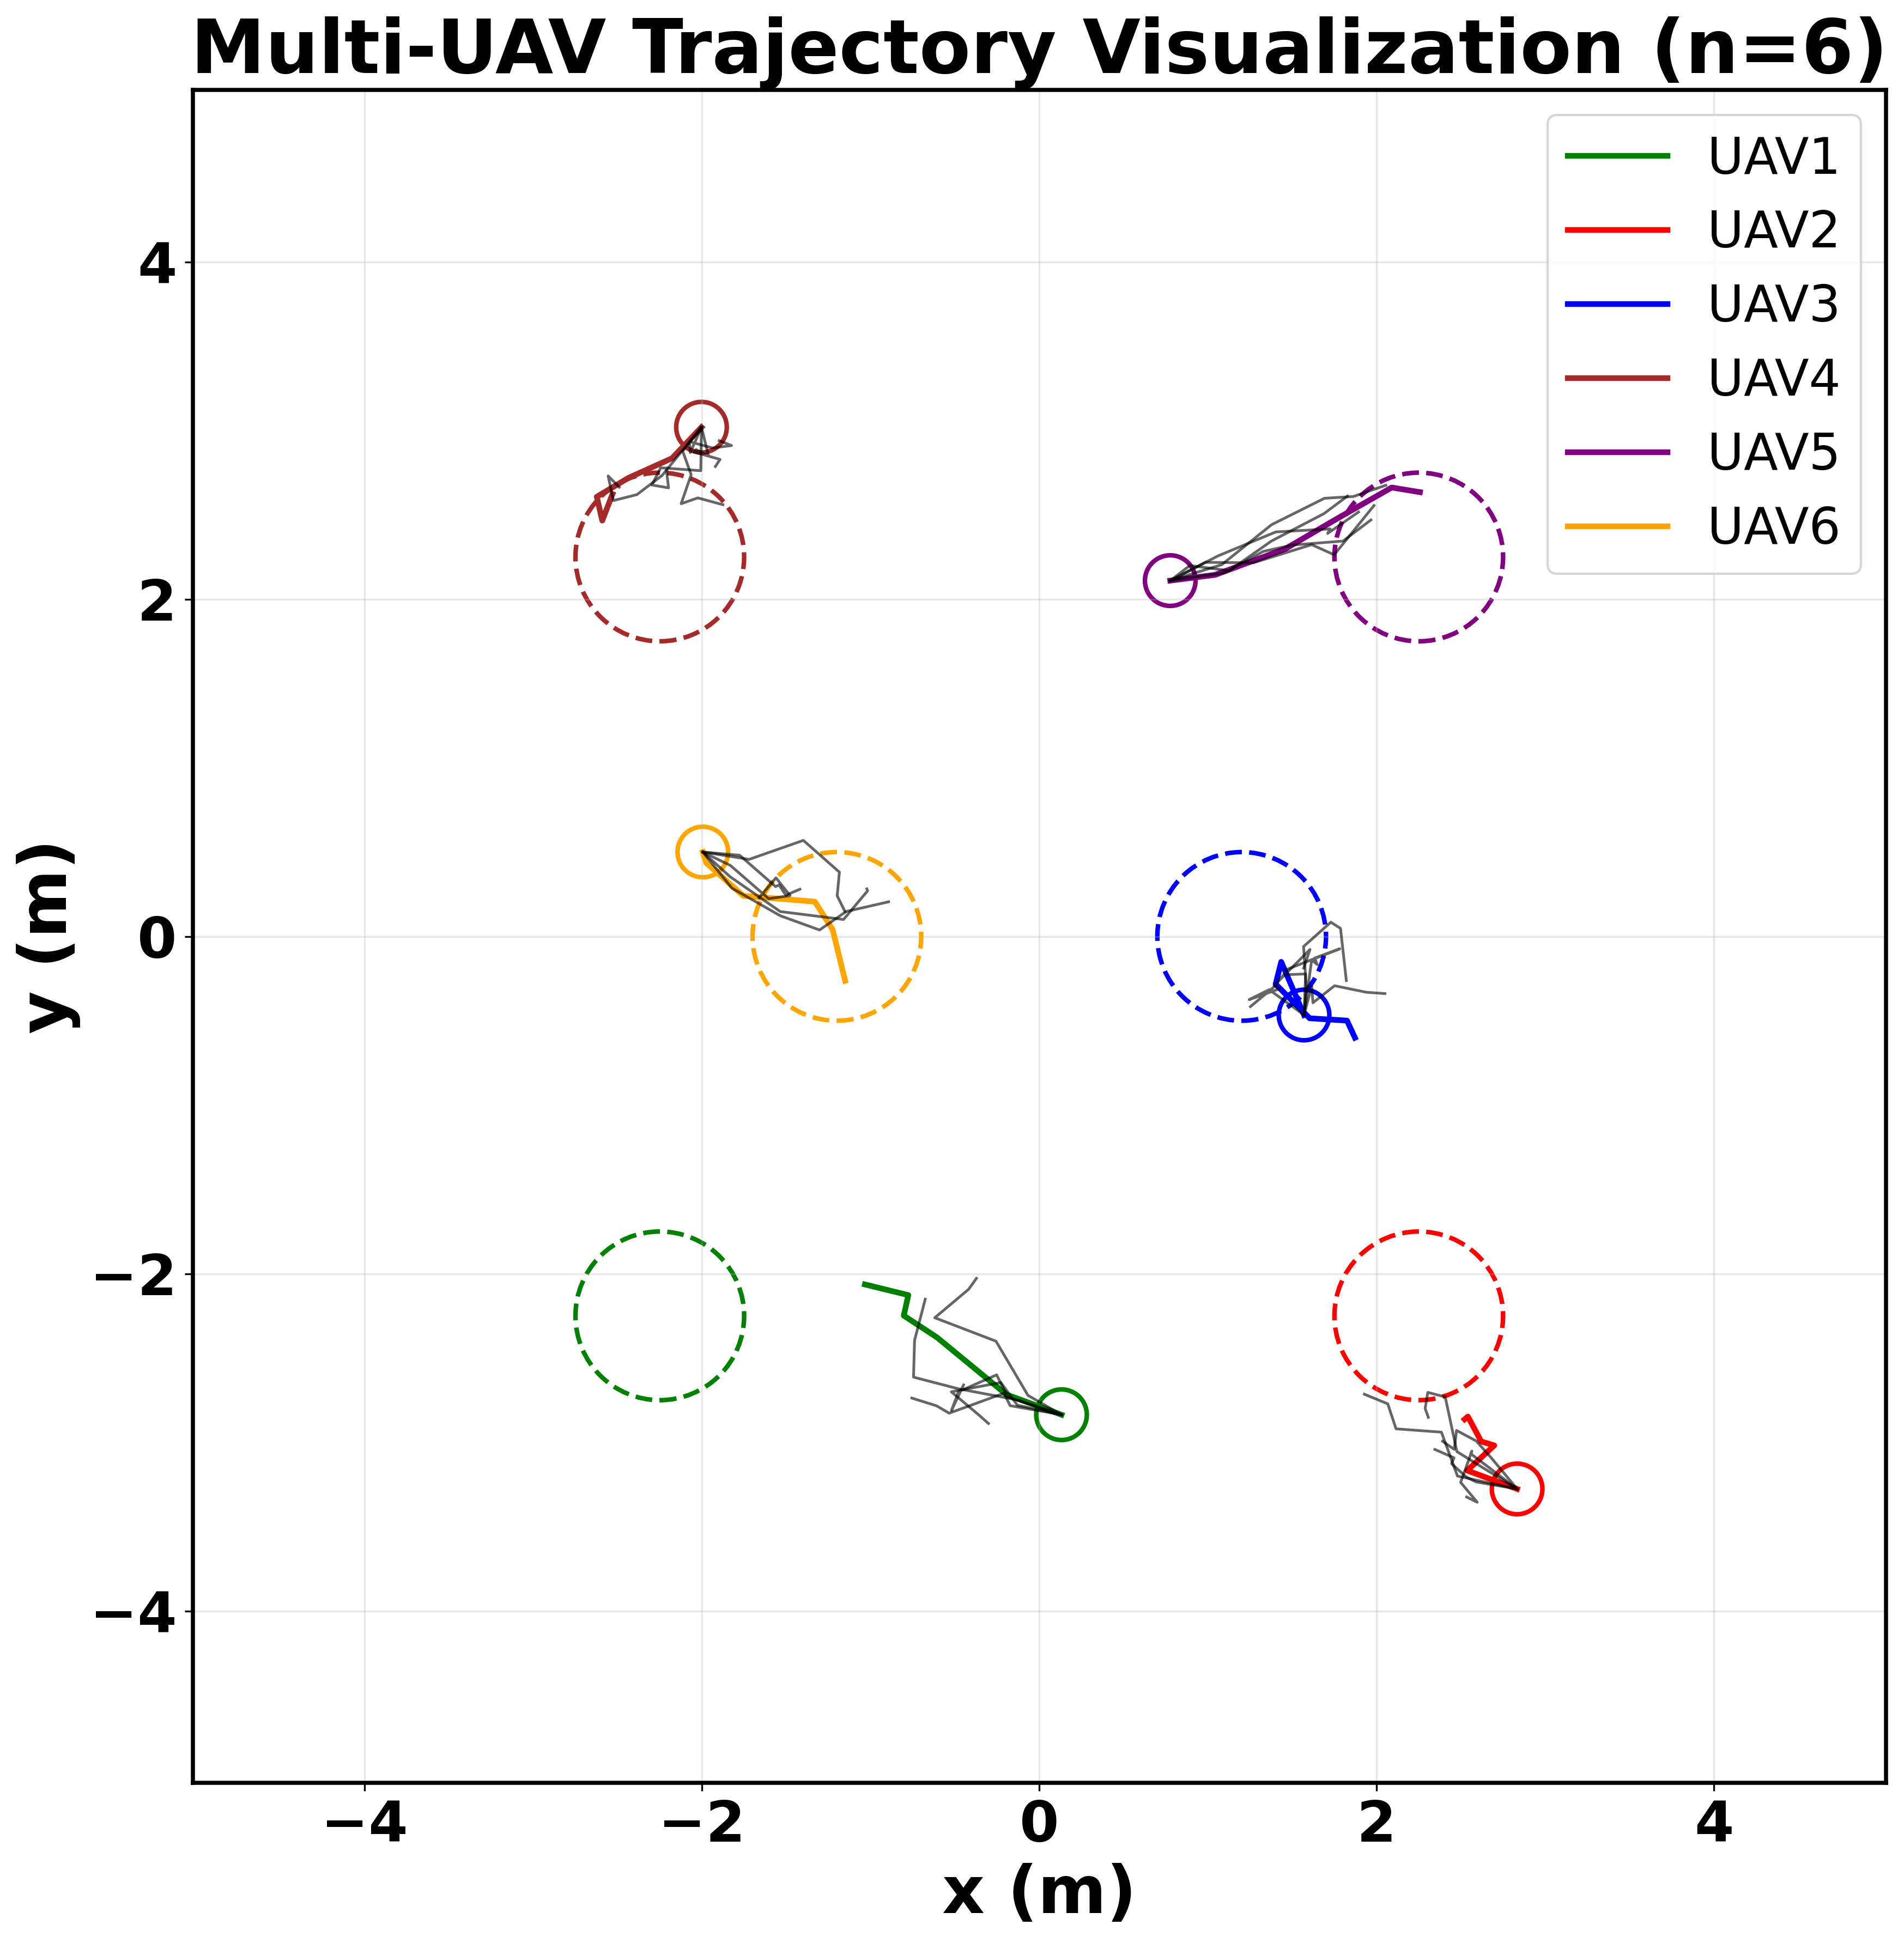 Multi-UAV Trajectory Visualization (n=6)
UAV1
UAV2
UAV3
UAV4
UAV5
UAV6
4
2
0
−2
−4
y (m)
−4 −2 0 2 4
x (m)